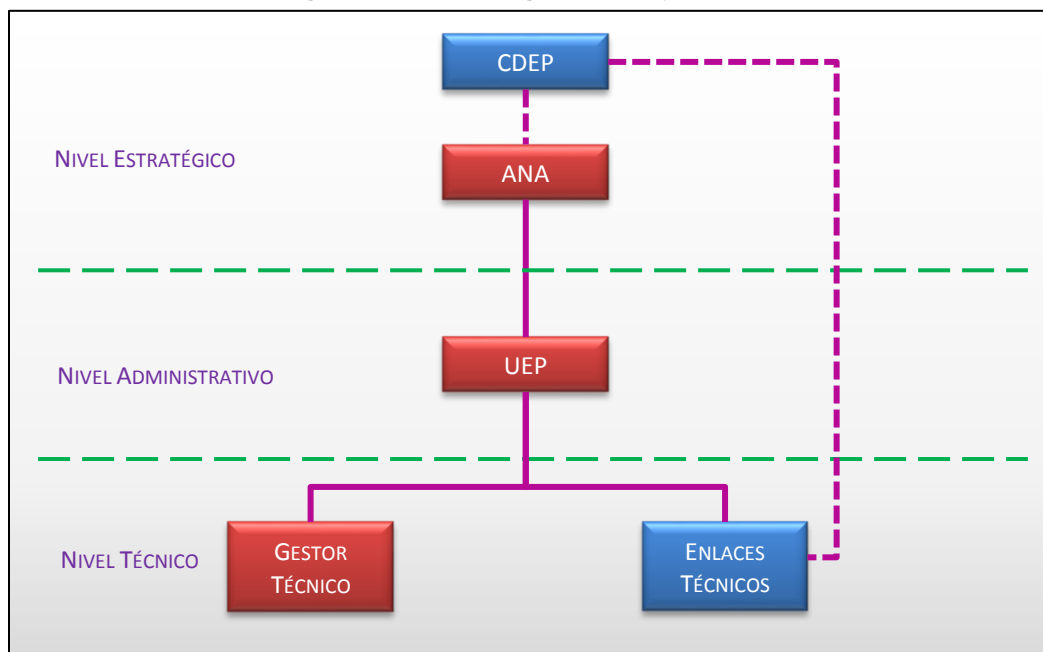 CDEP
NIVEL ESTRATÉGICO
ANA
UEP
NIVEL ADMINISTRATIVO
GESTOR
TÉCNICO
ENLACES
TÉCNICOS
NIVEL TÉCNICO